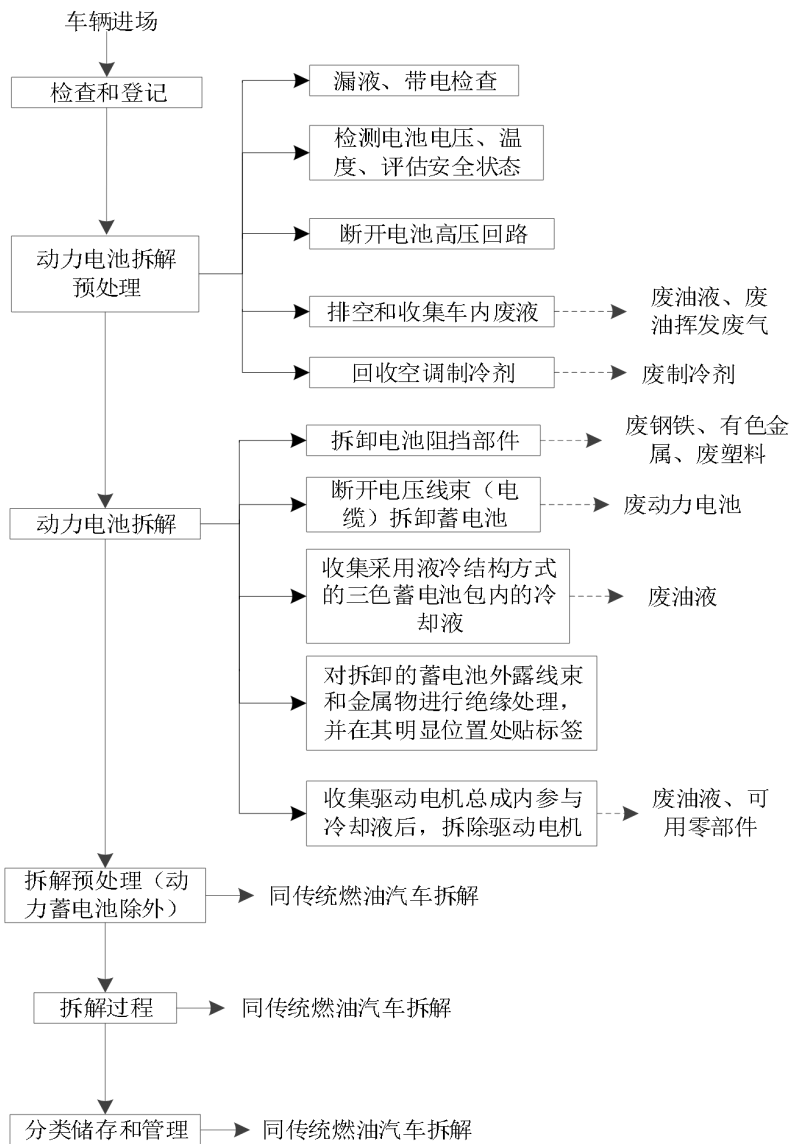 车辆进场
检查和登记
动力电池拆解
预处理
漏液、带电检查
检测电池电压、温
度、评估安全状态
断开电池高压回路
排空和收集车内废液
废油液、废
油挥发废气
回收空调制冷剂
废制冷剂
动力电池拆解
拆卸电池阻挡部件
废钢铁、有色金
属、废塑料
断开电压线束（电
缆）拆卸蓄电池
废动力电池
收集采用液冷结构方式
的三色蓄电池包内的冷
却液
废油液
对拆卸的蓄电池外露线束
和金属物进行绝缘处理，
并在其明显位置处贴标签
收集驱动电机总成内参与
冷却液后，拆除驱动电机
废油液、可
用零部件
拆解预处理（动
力蓄电池除外）
同传统燃油汽车拆解
拆解过程
同传统燃油汽车拆解
分类储存和管理
同传统燃油汽车拆解